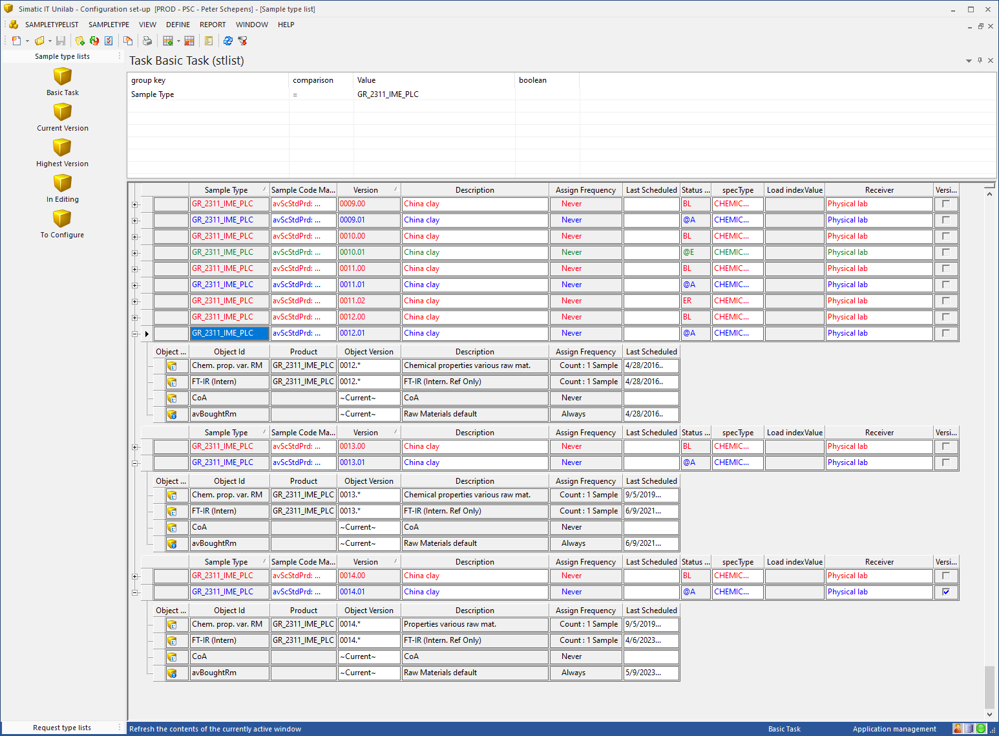 Simatic IT Unilab - Configuration set-up  [PROD - PSC - Peter Schepens] - [Sample type list]
SAMPLETYPELIST SAMPLETYPE VIEW DEFINE REPORT WINDOW HELP
Sample type lists
Basic Task
Current Version
Highest Version
In Editing
To Configure
Request type lists
Task Basic Task (stlist)
group key comparison Value boolean
Sample Type = GR_2311_IME_PLC
Sample Type Sample Code Ma... Version Description Assign Frequency Last Scheduled Status ... specType Load indexValue Receiver Versi...
GR_2311_IME_PLC avScStdPrd: ... 0009.00 China clay Never BL CHEMIC... Physical lab
GR_2311_IME_PLC avScStdPrd: ... 0009.01 China clay Never @A CHEMIC... Physical lab
GR_2311_IME_PLC avScStdPrd: ... 0010.00 China clay Never BL CHEMIC... Physical lab
GR_2311_IME_PLC avScStdPrd: ... 0010.01 China clay Never @E CHEMIC... Physical lab
GR_2311_IME_PLC avScStdPrd: ... 0011.00 China clay Never BL CHEMIC... Physical lab
GR_2311_IME_PLC avScStdPrd: ... 0011.01 China clay Never @A CHEMIC... Physical lab
GR_2311_IME_PLC avScStdPrd: ... 0011.02 China clay Never ER CHEMIC... Physical lab
GR_2311_IME_PLC avScStdPrd: ... 0012.00 China clay Never BL CHEMIC... Physical lab
GR_2311_IME_PLC avScStdPrd: ... 0012.01 China clay Never @A CHEMIC... Physical lab
Object ... Object Id Product Object Version Description Assign Frequency Last Scheduled
Chem. prop. var. RM GR_2311_IME_PLC 0012.* Chemical properties various raw mat. Count : 1 Sample 4/28/2016..
FT-IR (Intern) GR_2311_IME_PLC 0012.* FT-IR (Intern. Ref Only) Count : 1 Sample 4/28/2016..
CoA ~Current~ CoA Never
avBoughtRm ~Current~ Raw Materials default Always 4/28/2016..
Sample Type Sample Code Ma... Version Description Assign Frequency Last Scheduled Status ... specType Load indexValue Receiver Versi...
GR_2311_IME_PLC avScStdPrd: ... 0013.00 China clay Never BL CHEMIC... Physical lab
GR_2311_IME_PLC avScStdPrd: ... 0013.01 China clay Never @A CHEMIC... Physical lab
Object ... Object Id Product Object Version Description Assign Frequency Last Scheduled
Chem. prop. var. RM GR_2311_IME_PLC 0013.* Chemical properties various raw mat. Count : 1 Sample 9/5/2019...
FT-IR (Intern) GR_2311_IME_PLC 0013.* FT-IR (Intern. Ref Only) Count : 1 Sample 6/9/2021...
CoA ~Current~ CoA Never
avBoughtRm ~Current~ Raw Materials default Always 6/9/2021...
Sample Type Sample Code Ma... Version Description Assign Frequency Last Scheduled Status ... specType Load indexValue Receiver Versi...
GR_2311_IME_PLC avScStdPrd: ... 0014.00 China clay Never BL CHEMIC... Physical lab
GR_2311_IME_PLC avScStdPrd: ... 0014.01 China clay Never @A CHEMIC... Physical lab
Object ... Object Id Product Object Version Description Assign Frequency Last Scheduled
Chem. prop. var. RM GR_2311_IME_PLC 0014.* Properties various raw mat. Count : 1 Sample 9/5/2019...
FT-IR (Intern) GR_2311_IME_PLC 0014.* FT-IR (Intern. Ref Only) Count : 1 Sample 4/6/2023...
CoA ~Current~ CoA Never
avBoughtRm ~Current~ Raw Materials default Always 5/9/2023...
Refresh the contents of the currently active window Basic Task Application management